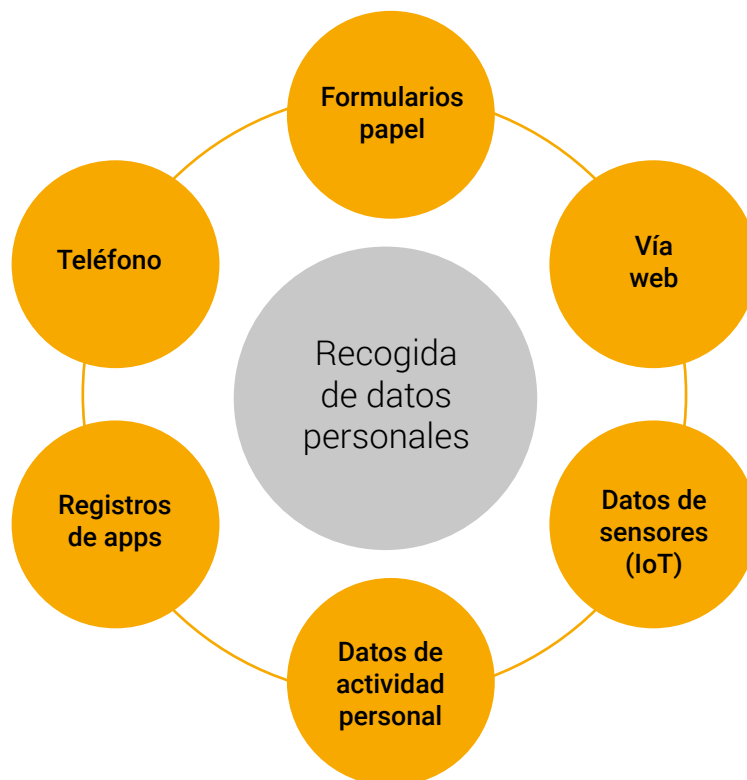 Formularios
papel
Vía
web
Datos de
sensores
(IoT)
Datos de
actividad
personal
Registros
de apps
Teléfono
Recogida
de datos
personales